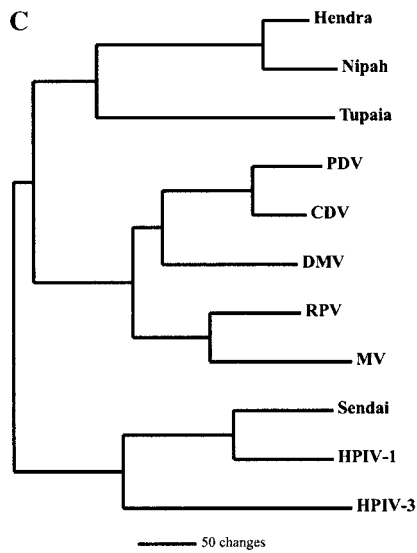 C
Hendra
Nipah
Tupaia
PDV
CDV
DMV
RPV
MV
Sendai
HPIV-1
HPIV-3
50 changes